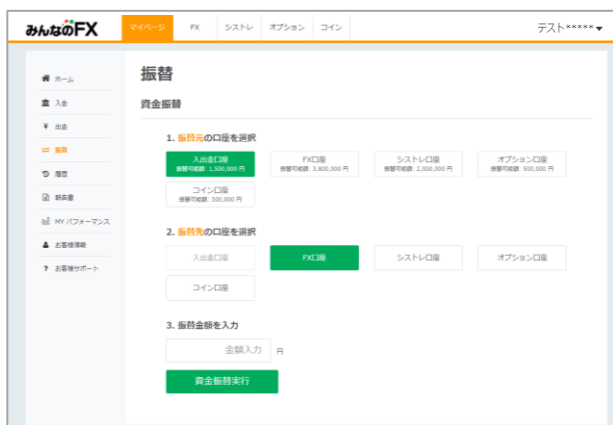 みんなのFX
マイページ FX シストレ オプション コイン テスト*****▼
ホーム
入金
¥ 出金
振替
履歴
報告書
MY パフォーマンス
お客様情報
? お客様サポート
振替
資金振替
1. 振替元の口座を選択
入出金口座 FX口座 シストレ口座 オプション口座
振替可能額: 1,500,000 円 振替可能額: 3,800,000 円 振替可能額: 2,000,000 円 振替可能額: 500,000 円
コイン口座
振替可能額: 300,000 円
2. 振替先の口座を選択
入出金口座 FX口座 シストレ口座 オプション口座
コイン口座
3. 振替金額を入力
金額入力 円
資金振替実行